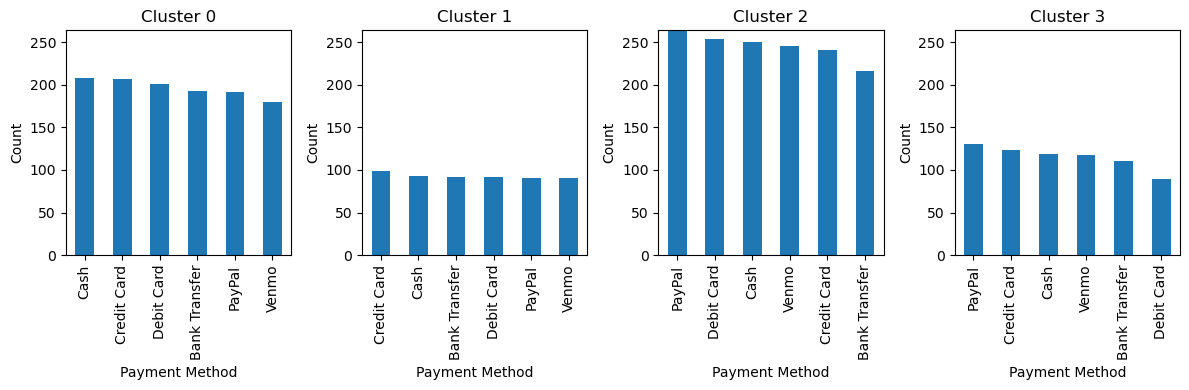 Cluster 0
Count
250
200
150
100
50
0
Cash
Credit Card
Debit Card
Bank Transfer
PayPal
Venmo
Payment Method
Cluster 1
Count
250
200
150
100
50
0
Credit Card
Cash
Bank Transfer
Debit Card
PayPal
Venmo
Payment Method
Cluster 2
Count
250
200
150
100
50
0
PayPal
Debit Card
Cash
Venmo
Credit Card
Bank Transfer
Payment Method
Cluster 3
Count
250
200
150
100
50
0
PayPal
Credit Card
Cash
Venmo
Bank Transfer
Debit Card
Payment Method